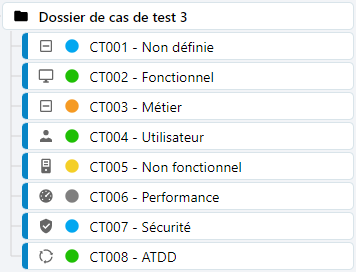 Dossier de cas de test 3
CT001 - Non définie
CT002 - Fonctionnel
CT003 - Métier
CT004 - Utilisateur
CT005 - Non fonctionnel
CT006 - Performance
CT007 - Sécurité
CT008 - ATDD